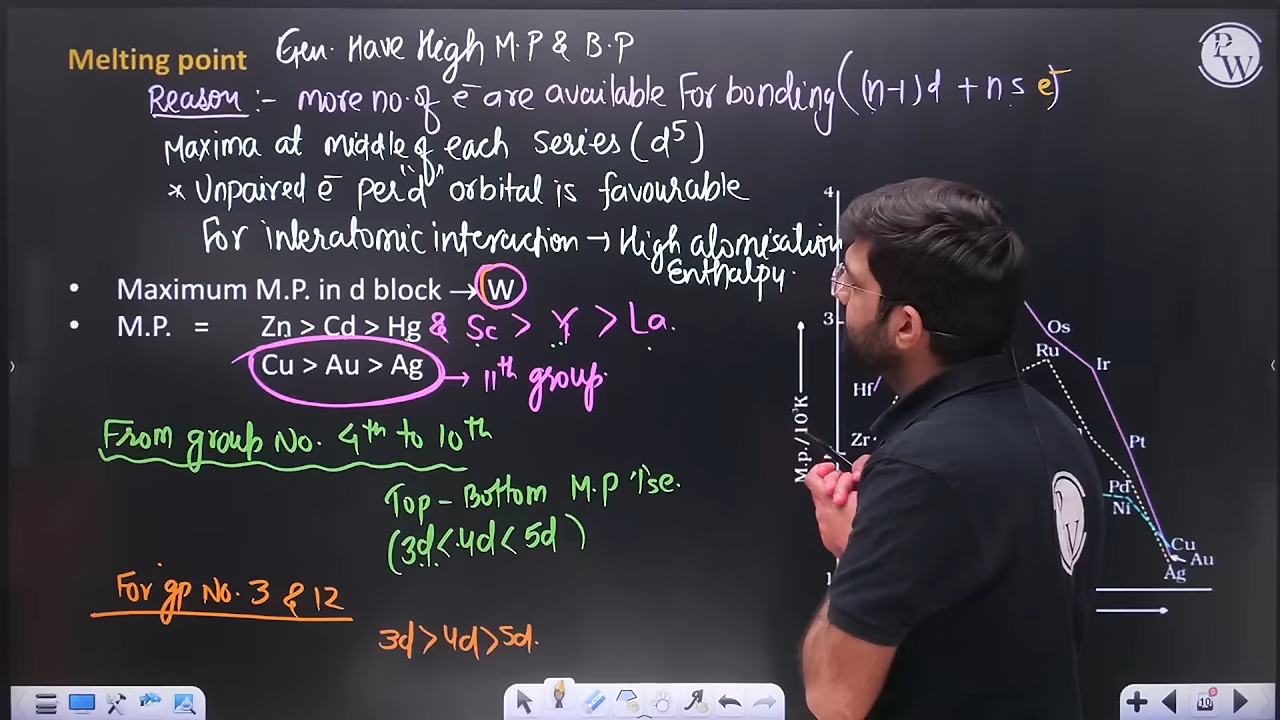 Melting point Gen. Have High M.P & B.P
Reason :- more no. of e⁻ are available For bonding ((n-1)d + ns e⁻)
Maxima at middle of each series (d⁵)
* Unpaired e⁻ per "d" orbital is favourable
For interatomic interaction → High atomisation
Enthalpy.
• Maximum M.P. in d block → W
• M.P. = Zn > Cd > Hg & Sc > Y > La.
Cu > Au > Ag → 11th group.
From group No. 4th to 10th
Top - Bottom M.P ↑se.
(3d < 4d < 5d)
For gp No. 3 & 12
3d > 4d > 5d.
4
3
M.p./10³K
Hf
Zr
Os
Ru
Ir
Pt
Pd
Ni
Cu
Au
Ag
P
W
10